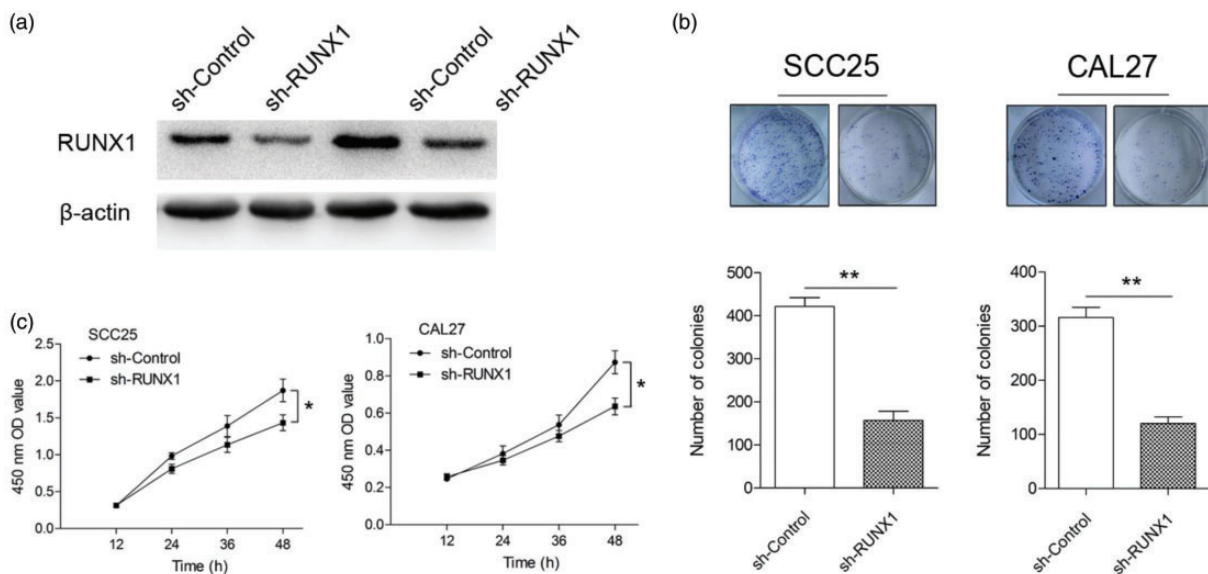 (a)
sh-Control
sh-RUNX1
sh-Control
sh-RUNX1
RUNX1
β-actin
(b)
SCC25
CAL27
500
400
300
200
100
0
Number of colonies
**
sh-Control
sh-RUNX1
400
300
200
100
0
Number of colonies
**
sh-Control
sh-RUNX1
(c)
SCC25
sh-Control
sh-RUNX1
2.5
2.0
1.5
1.0
0.5
0.0
450 nm OD value
*
12 24 36 48
Time (h)
CAL27
sh-Control
sh-RUNX1
1.0
0.8
0.6
0.4
0.2
0.0
450 nm OD value
*
12 24 36 48
Time (h)